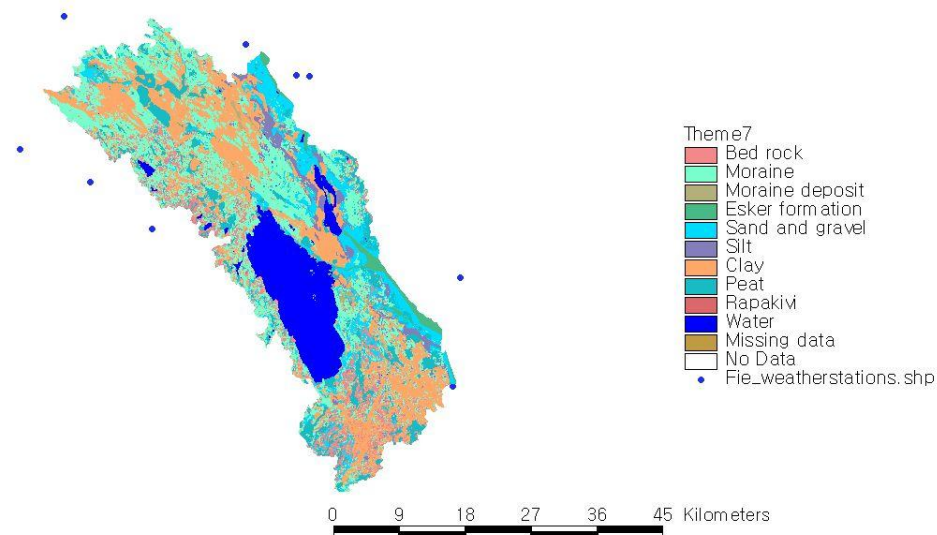 Theme7
Bed rock
Moraine
Moraine deposit
Esker formation
Sand and gravel
Silt
Clay
Peat
Rapakivi
Water
Missing data
No Data
Fie_weatherstations.shp
0 9 18 27 36 45 Kilometers